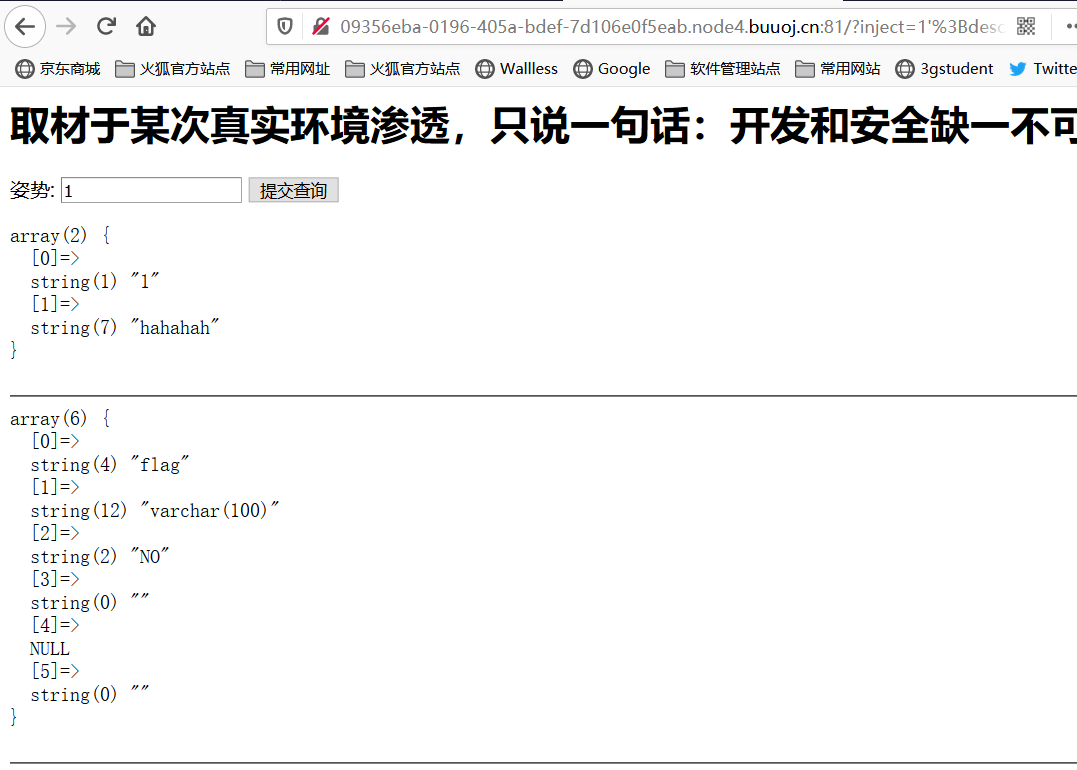 09356eba-0196-405a-bdef-7d106e0f5eab.node4.buuoj.cn:81/?inject=1'%3Bdesc
京东商城 火狐官方站点 常用网址 火狐官方站点 Wallless Google 软件管理站点 常用网站 3gstudent Twitte
取材于某次真实环境渗透，只说一句话：开发和安全缺一不可
姿势: 1 提交查询
array(2) {
[0]=>
string(1) "1"
[1]=>
string(7) "hahahah"
}
array(6) {
[0]=>
string(4) "flag"
[1]=>
string(12) "varchar(100)"
[2]=>
string(2) "NO"
[3]=>
string(0) ""
[4]=>
NULL
[5]=>
string(0) ""
}